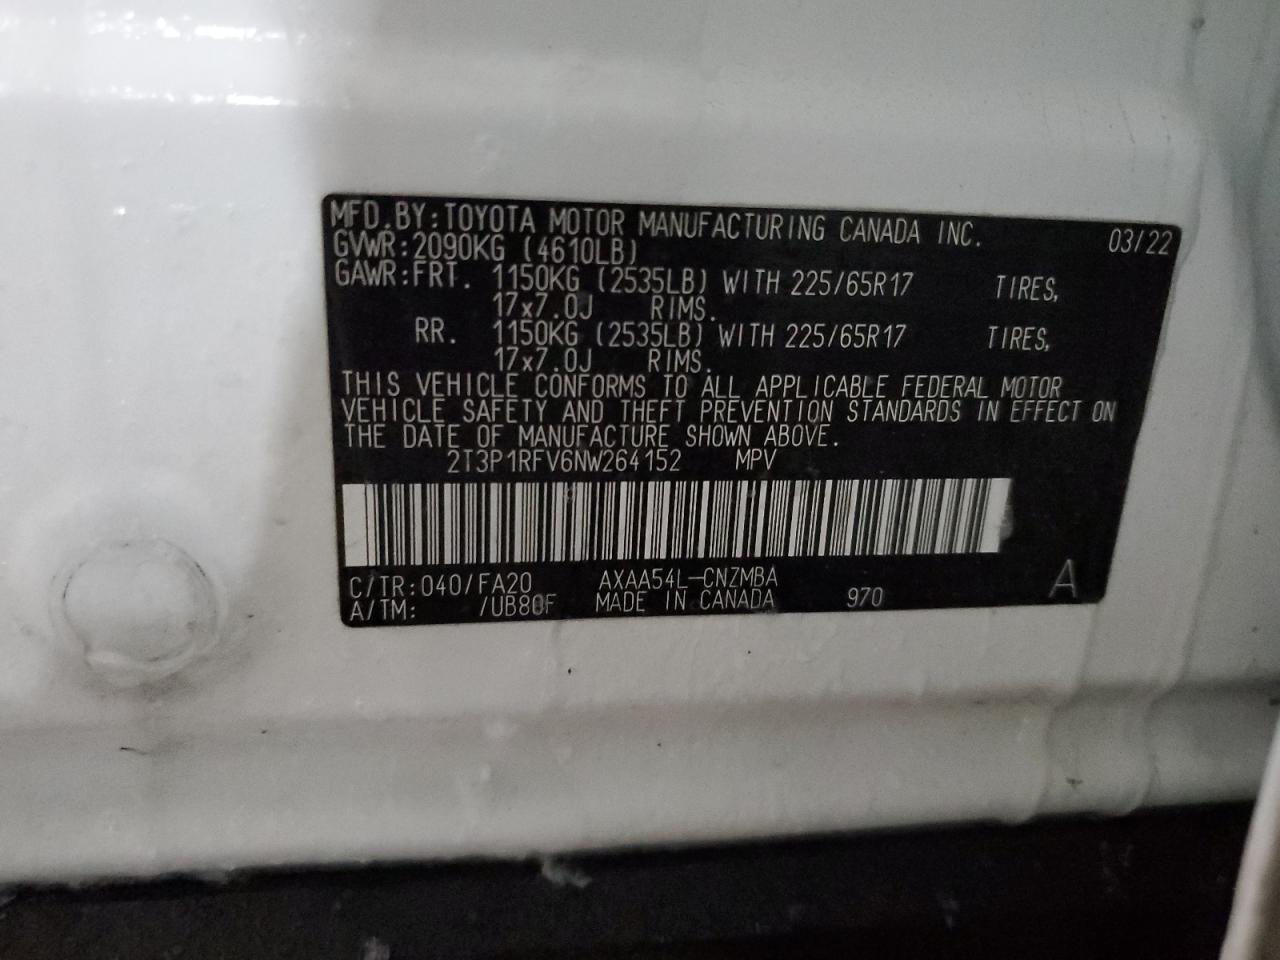 MFD.BY:TOYOTA MOTOR MANUFACTURING CANADA INC. 03/22
GVWR:2090KG (4610LB)
GAWR:FRT. 1150KG (2535LB) WITH 225/65R17 TIRES,
17x7.0J RIMS.
RR. 1150KG (2535LB) WITH 225/65R17 TIRES,
17x7.0J RIMS.
THIS VEHICLE CONFORMS TO ALL APPLICABLE FEDERAL MOTOR
VEHICLE SAFETY AND THEFT PREVENTION STANDARDS IN EFFECT ON
THE DATE OF MANUFACTURE SHOWN ABOVE.
2T3P1RFV6NW264152 MPV
C/TR:040/FA20 AXAA54L-CNZMBA A
A/TM: /UB80F MADE IN CANADA 970